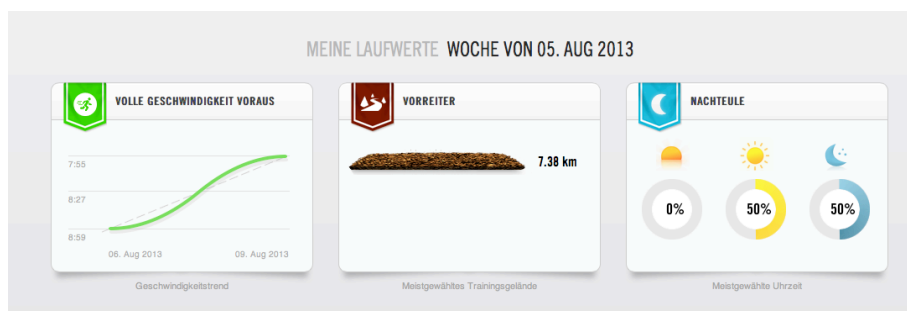 MEINE LAUFWERTE WOCHE VON 05. AUG 2013
VOLLE GESCHWINDIGKEIT VORAUS
7:55
8:27
8:59
06. Aug 2013 09. Aug 2013
Geschwindigkeitstrend
VORREITER
7.38 km
Meistgewähltes Trainingsgelände
NACHTEULE
0% 50% 50%
Meistgewählte Uhrzeit